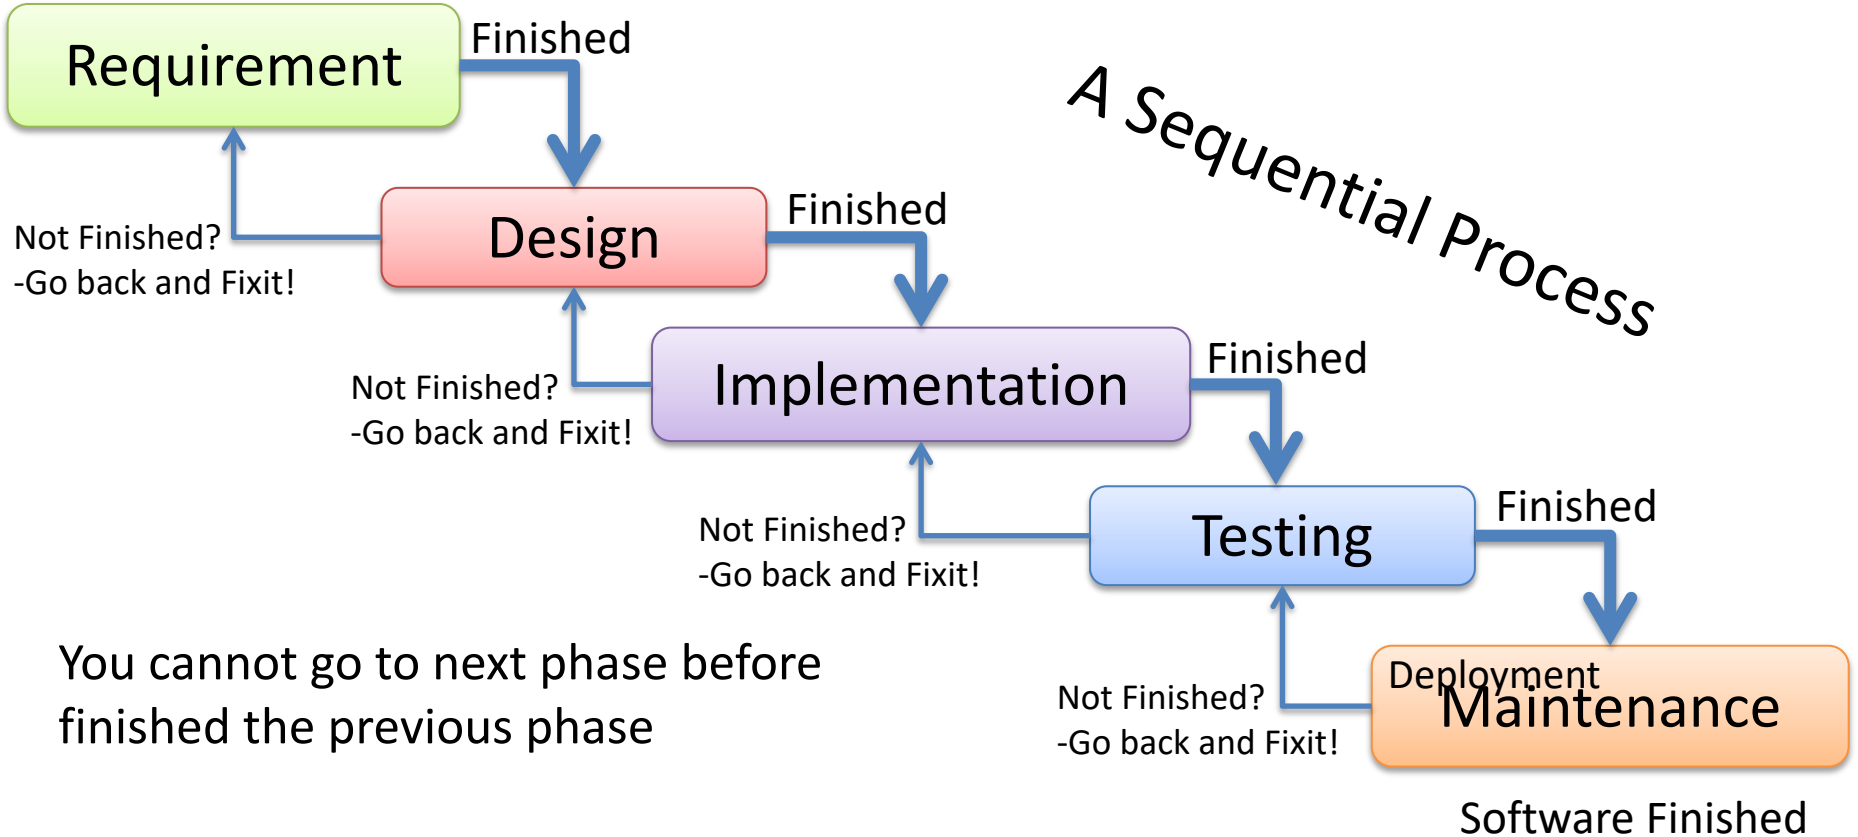 Requirement
Finished
A Sequential Process
Not Finished?
-Go back and Fixit!
Design
Finished
Not Finished?
-Go back and Fixit!
Implementation
Finished
Not Finished?
-Go back and Fixit!
Testing
Finished
You cannot go to next phase before
finished the previous phase
Not Finished?
-Go back and Fixit!
Deployment
Maintenance
Software Finished